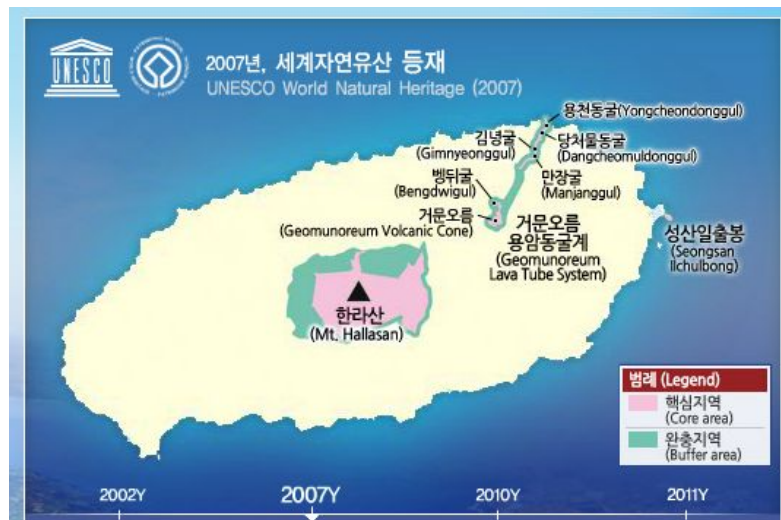 UNESCO
2007년, 세계자연유산 등재
UNESCO World Natural Heritage (2007)
용천동굴(Yongcheondonggul)
김녕굴
(Gimnyeonggul)
당처물동굴
(Dangcheomuldonggul)
만장굴
(Manjanggul)
벵뒤굴
(Bengdwigul)
거문오름
(Geomunoreum Volcanic Cone)
거문오름
용암동굴계
(Geomunoreum
Lava Tube System)
성산일출봉
(Seongsan
Ilchulbong)
한라산
(Mt. Hallasan)
범례 (Legend)
핵심지역
(Core area)
완충지역
(Buffer area)
2002Y
2007Y
2010Y
2011Y